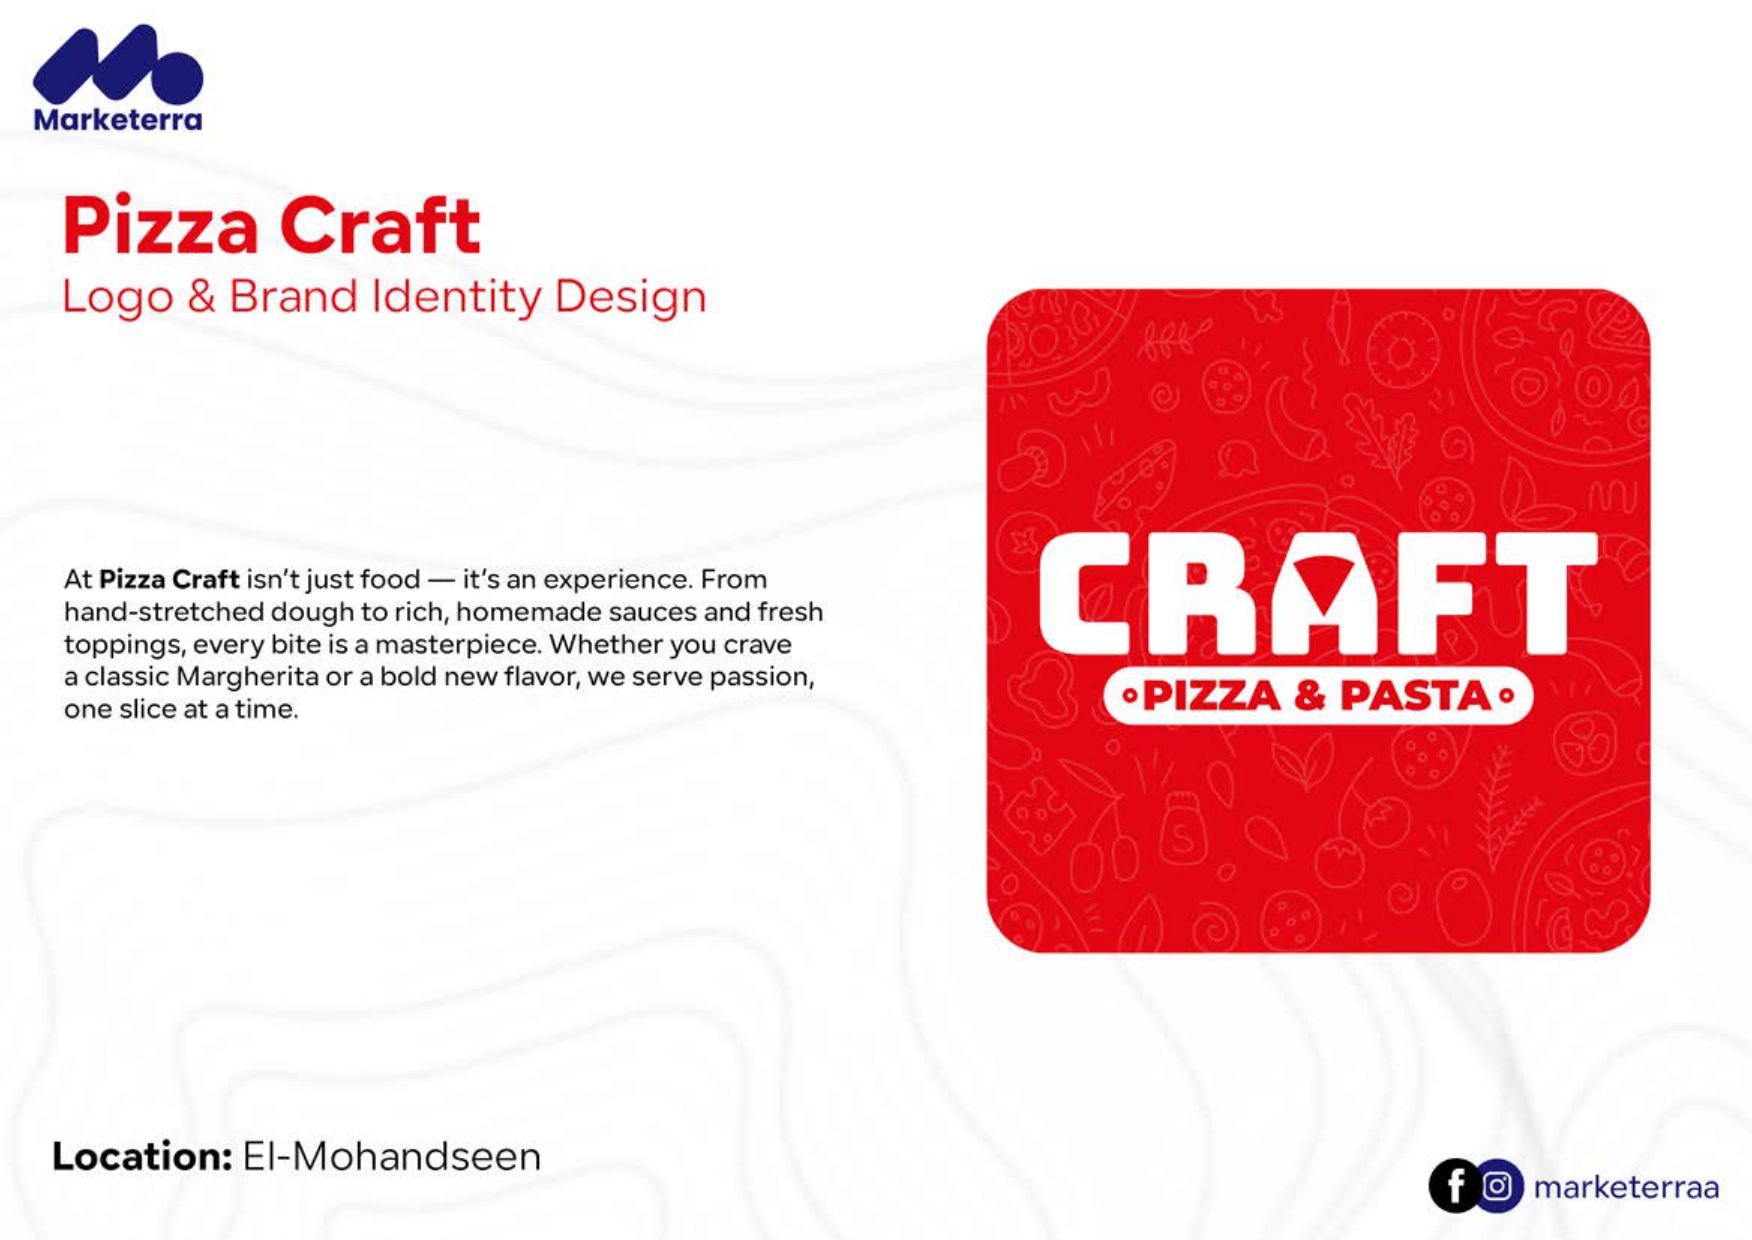 Marketerra
Pizza Craft
Logo & Brand Identity Design
At Pizza Craft isn't just food — it's an experience. From
hand-stretched dough to rich, homemade sauces and fresh
toppings, every bite is a masterpiece. Whether you crave
a classic Margherita or a bold new flavor, we serve passion,
one slice at a time.
CRAFT
PIZZA & PASTA
S
Location: El-Mohandseen
marketerraa